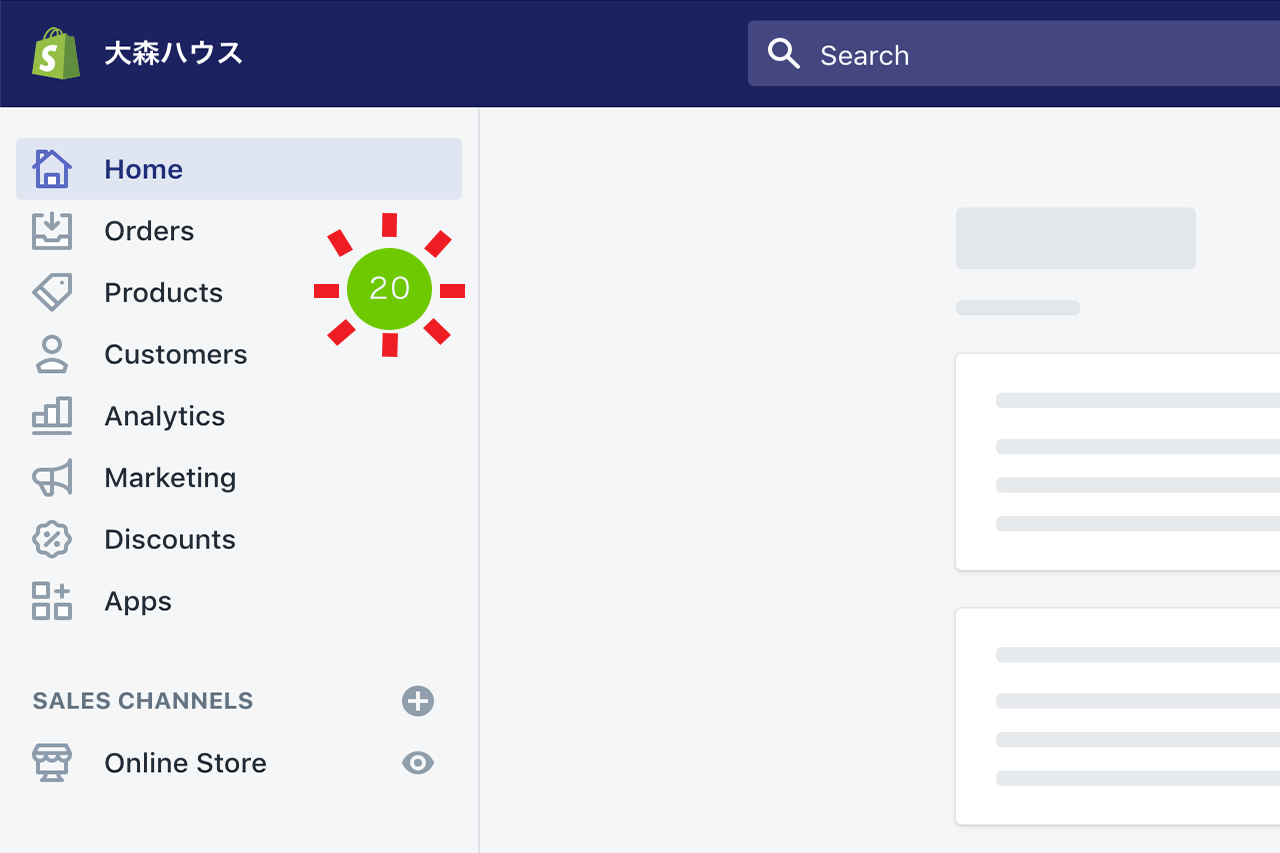 大森ハウス
Search
Home
Orders
Products
20
Customers
Analytics
Marketing
Discounts
Apps
SALES CHANNELS
Online Store